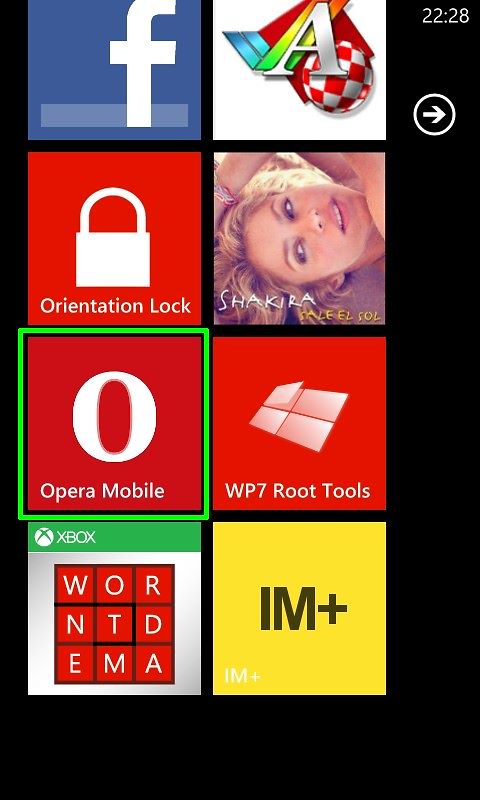 22:28
f
A
Orientation Lock
SHAKIRA
SALE EL SOL
Opera Mobile
WP7 Root Tools
XBOX
W O R
N T D
E M A
IM+
IM+